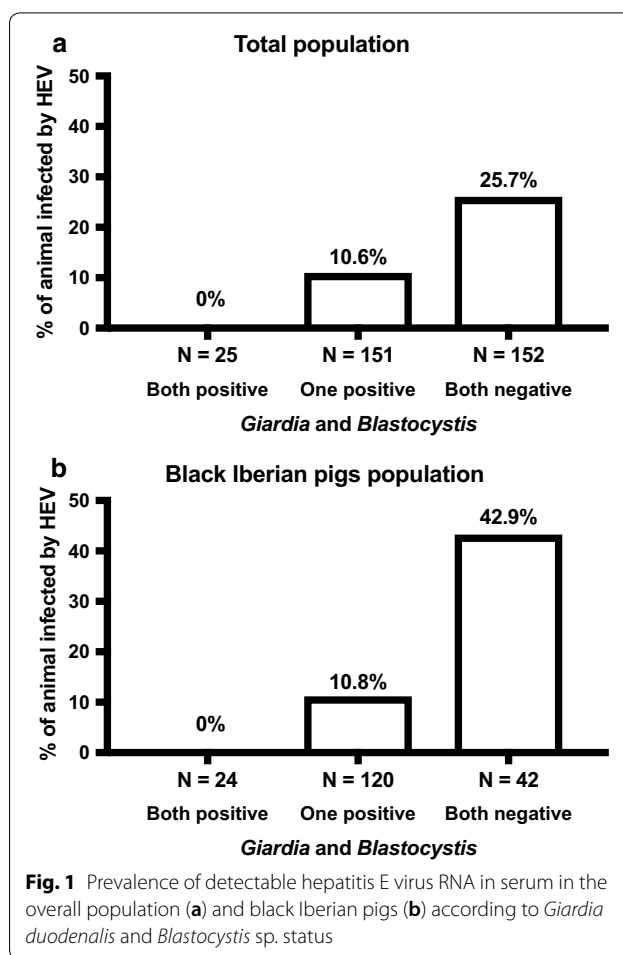 a
Total population
% of animal infected by HEV
50
40
30
20
10
0
0%
10.6%
25.7%
N = 25 N = 151 N = 152
Both positive One positive Both negative
Giardia and Blastocystis
b
Black Iberian pigs population
% of animal infected by HEV
50
40
30
20
10
0
0%
10.8%
42.9%
N = 24 N = 120 N = 42
Both positive One positive Both negative
Giardia and Blastocystis
Fig. 1 Prevalence of detectable hepatitis E virus RNA in serum in the
overall population (a) and black Iberian pigs (b) according to Giardia
duodenalis and Blastocystis sp. status